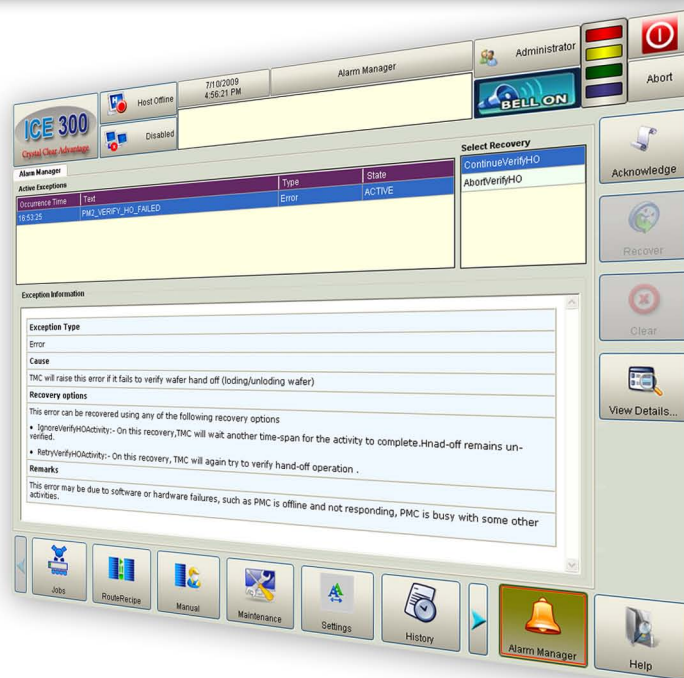 ICE 300
Crystal Clear Advantage
Host Offline
Disabled
7/10/2009
4:56:21 PM
Alarm Manager
Administrator
BELL ON
Abort
Alarm Manager
Active Exceptions
Occurrence Time Text Type State
16:53:25 PM2_VERIFY_HO_FAILED Error ACTIVE
Select Recovery
ContinueVerifyHO
AbortVerifyHO
Acknowledge
Recover
Clear
View Details...
Exception Information
Exception Type
Error
Cause
TMC will raise this error if it fails to verify wafer hand off (loding/unloding wafer)
Recovery options
This error can be recovered using any of the following recovery options
• IgnoreVerifyHOActivity:- On this recovery,TMC will wait another time-span for the activity to complete.Hnad-off remains un-
verified.
• RetryVerifyHOActivity:- On this recovery, TMC will again try to verify hand-off operation .
Remarks
This error may be due to software or hardware failures, such as PMC is offline and not responding, PMC is busy with some other
activities.
Jobs
RouteRecipe
Manual
Maintenance
Settings
History
Alarm Manager
Help